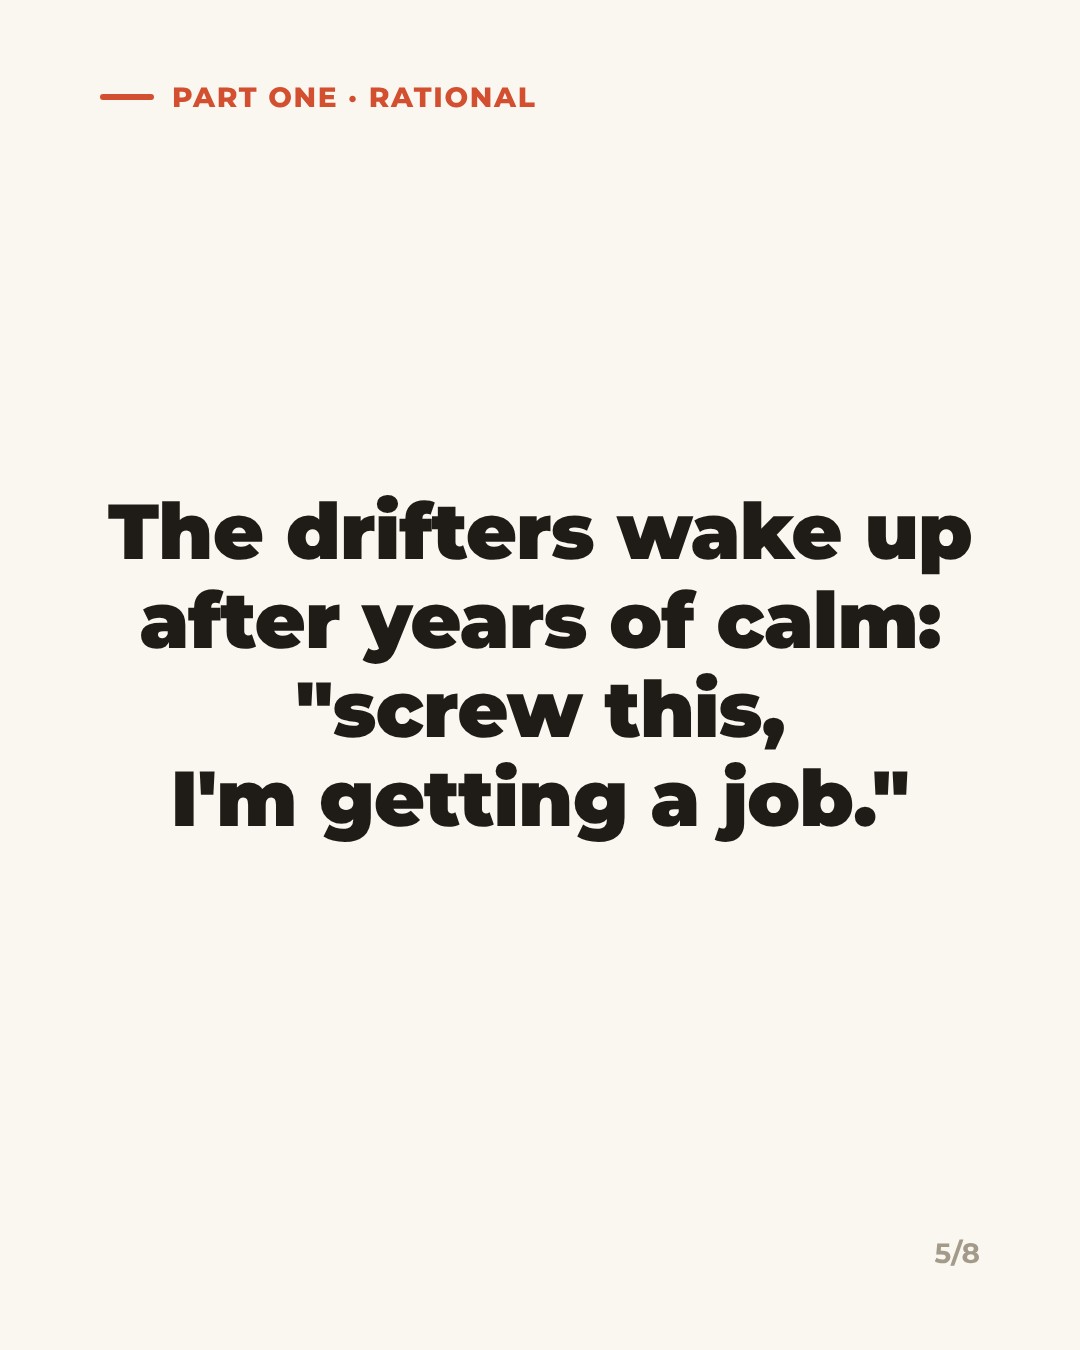 PART ONE · RATIONAL
The drifters wake up
after years of calm:
"screw this,
I'm getting a job."
5/8